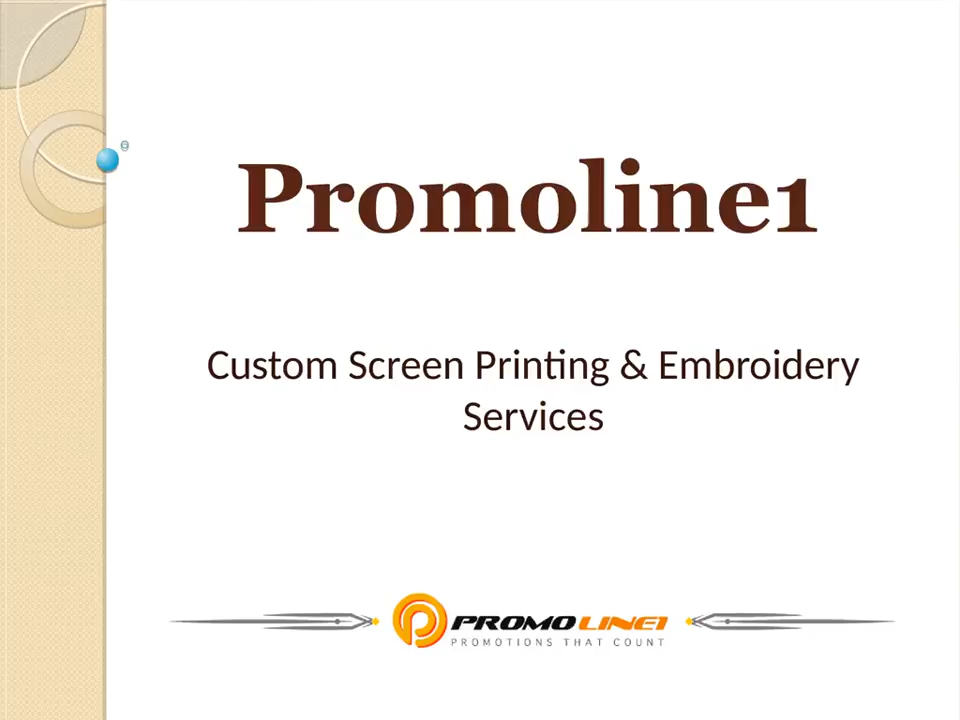 Promoline1
Custom Screen Printing & Embroidery
Services
PROMOLINE1
PROMOTIONS THAT COUNT